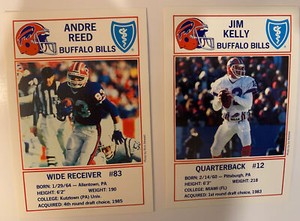 ANDRE
REED
BUFFALO BILLS
WIDE RECEIVER #83
BORN: 1/29/64 — Allentown, PA
HEIGHT: 6'2" WEIGHT: 190
COLLEGE: Kutztown (PA) Univ.
ACQUIRED: 4th round draft choice, 1985
JIM
KELLY
BUFFALO BILLS
QUARTERBACK #12
BORN: 2/14/60 — Pittsburgh, PA
HEIGHT: 6'3" WEIGHT: 218
COLLEGE: MIAMI (FL)
ACQUIRED: 1st round draft choice, 1983